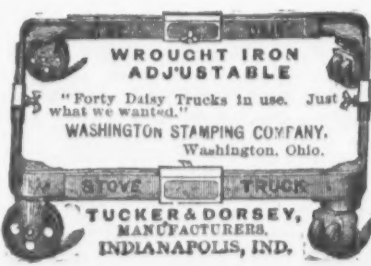 WROUGHT IRON
ADJUSTABLE
"Forty Daisy Trucks in use. Just
what we wanted."
WASHINGTON STAMPING COMPANY,
Washington, Ohio.
STOVE TRUCK
TUCKER & DORSEY,
MANUFACTURERS,
INDIANAPOLIS, IND.